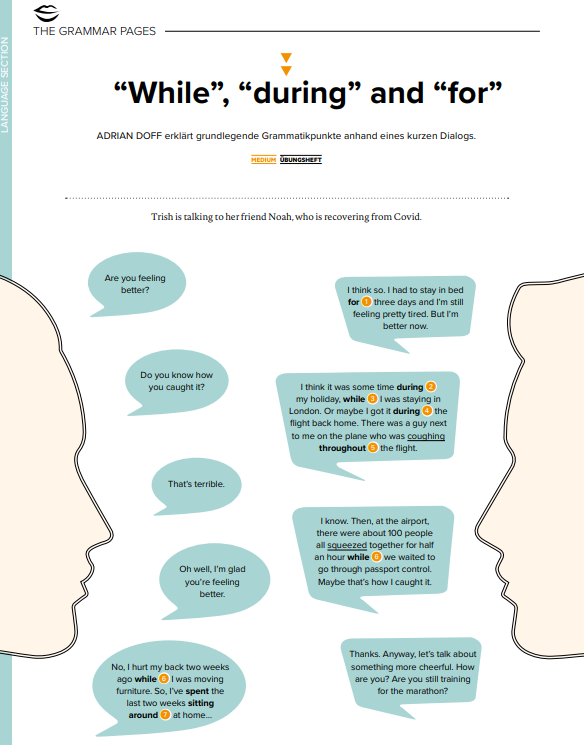 THE GRAMMAR PAGES
LANGUAGE SECTION
“While”, “during” and “for”
ADRIAN DOFF erklärt grundlegende Grammatikpunkte anhand eines kurzen Dialogs.
MEDIUM ÜBUNGSHEFT
Trish is talking to her friend Noah, who is recovering from Covid.
Are you feeling
better?
I think so. I had to stay in bed
for 1 three days and I’m still
feeling pretty tired. But I’m
better now.
Do you know how
you caught it?
I think it was some time during 2
my holiday, while 3 I was staying in
London. Or maybe I got it during 4 the
flight back home. There was a guy next
to me on the plane who was coughing
throughout 5 the flight.
That’s terrible.
I know. Then, at the airport,
there were about 100 people
all squeezed together for half
an hour while 6 we waited to
go through passport control.
Maybe that’s how I caught it.
Oh well, I’m glad
you’re feeling
better.
Thanks. Anyway, let’s talk about
something more cheerful. How
are you? Are you still training
for the marathon?
No, I hurt my back two weeks
ago while 6 I was moving
furniture. So, I’ve spent the
last two weeks sitting
around 7 at home…